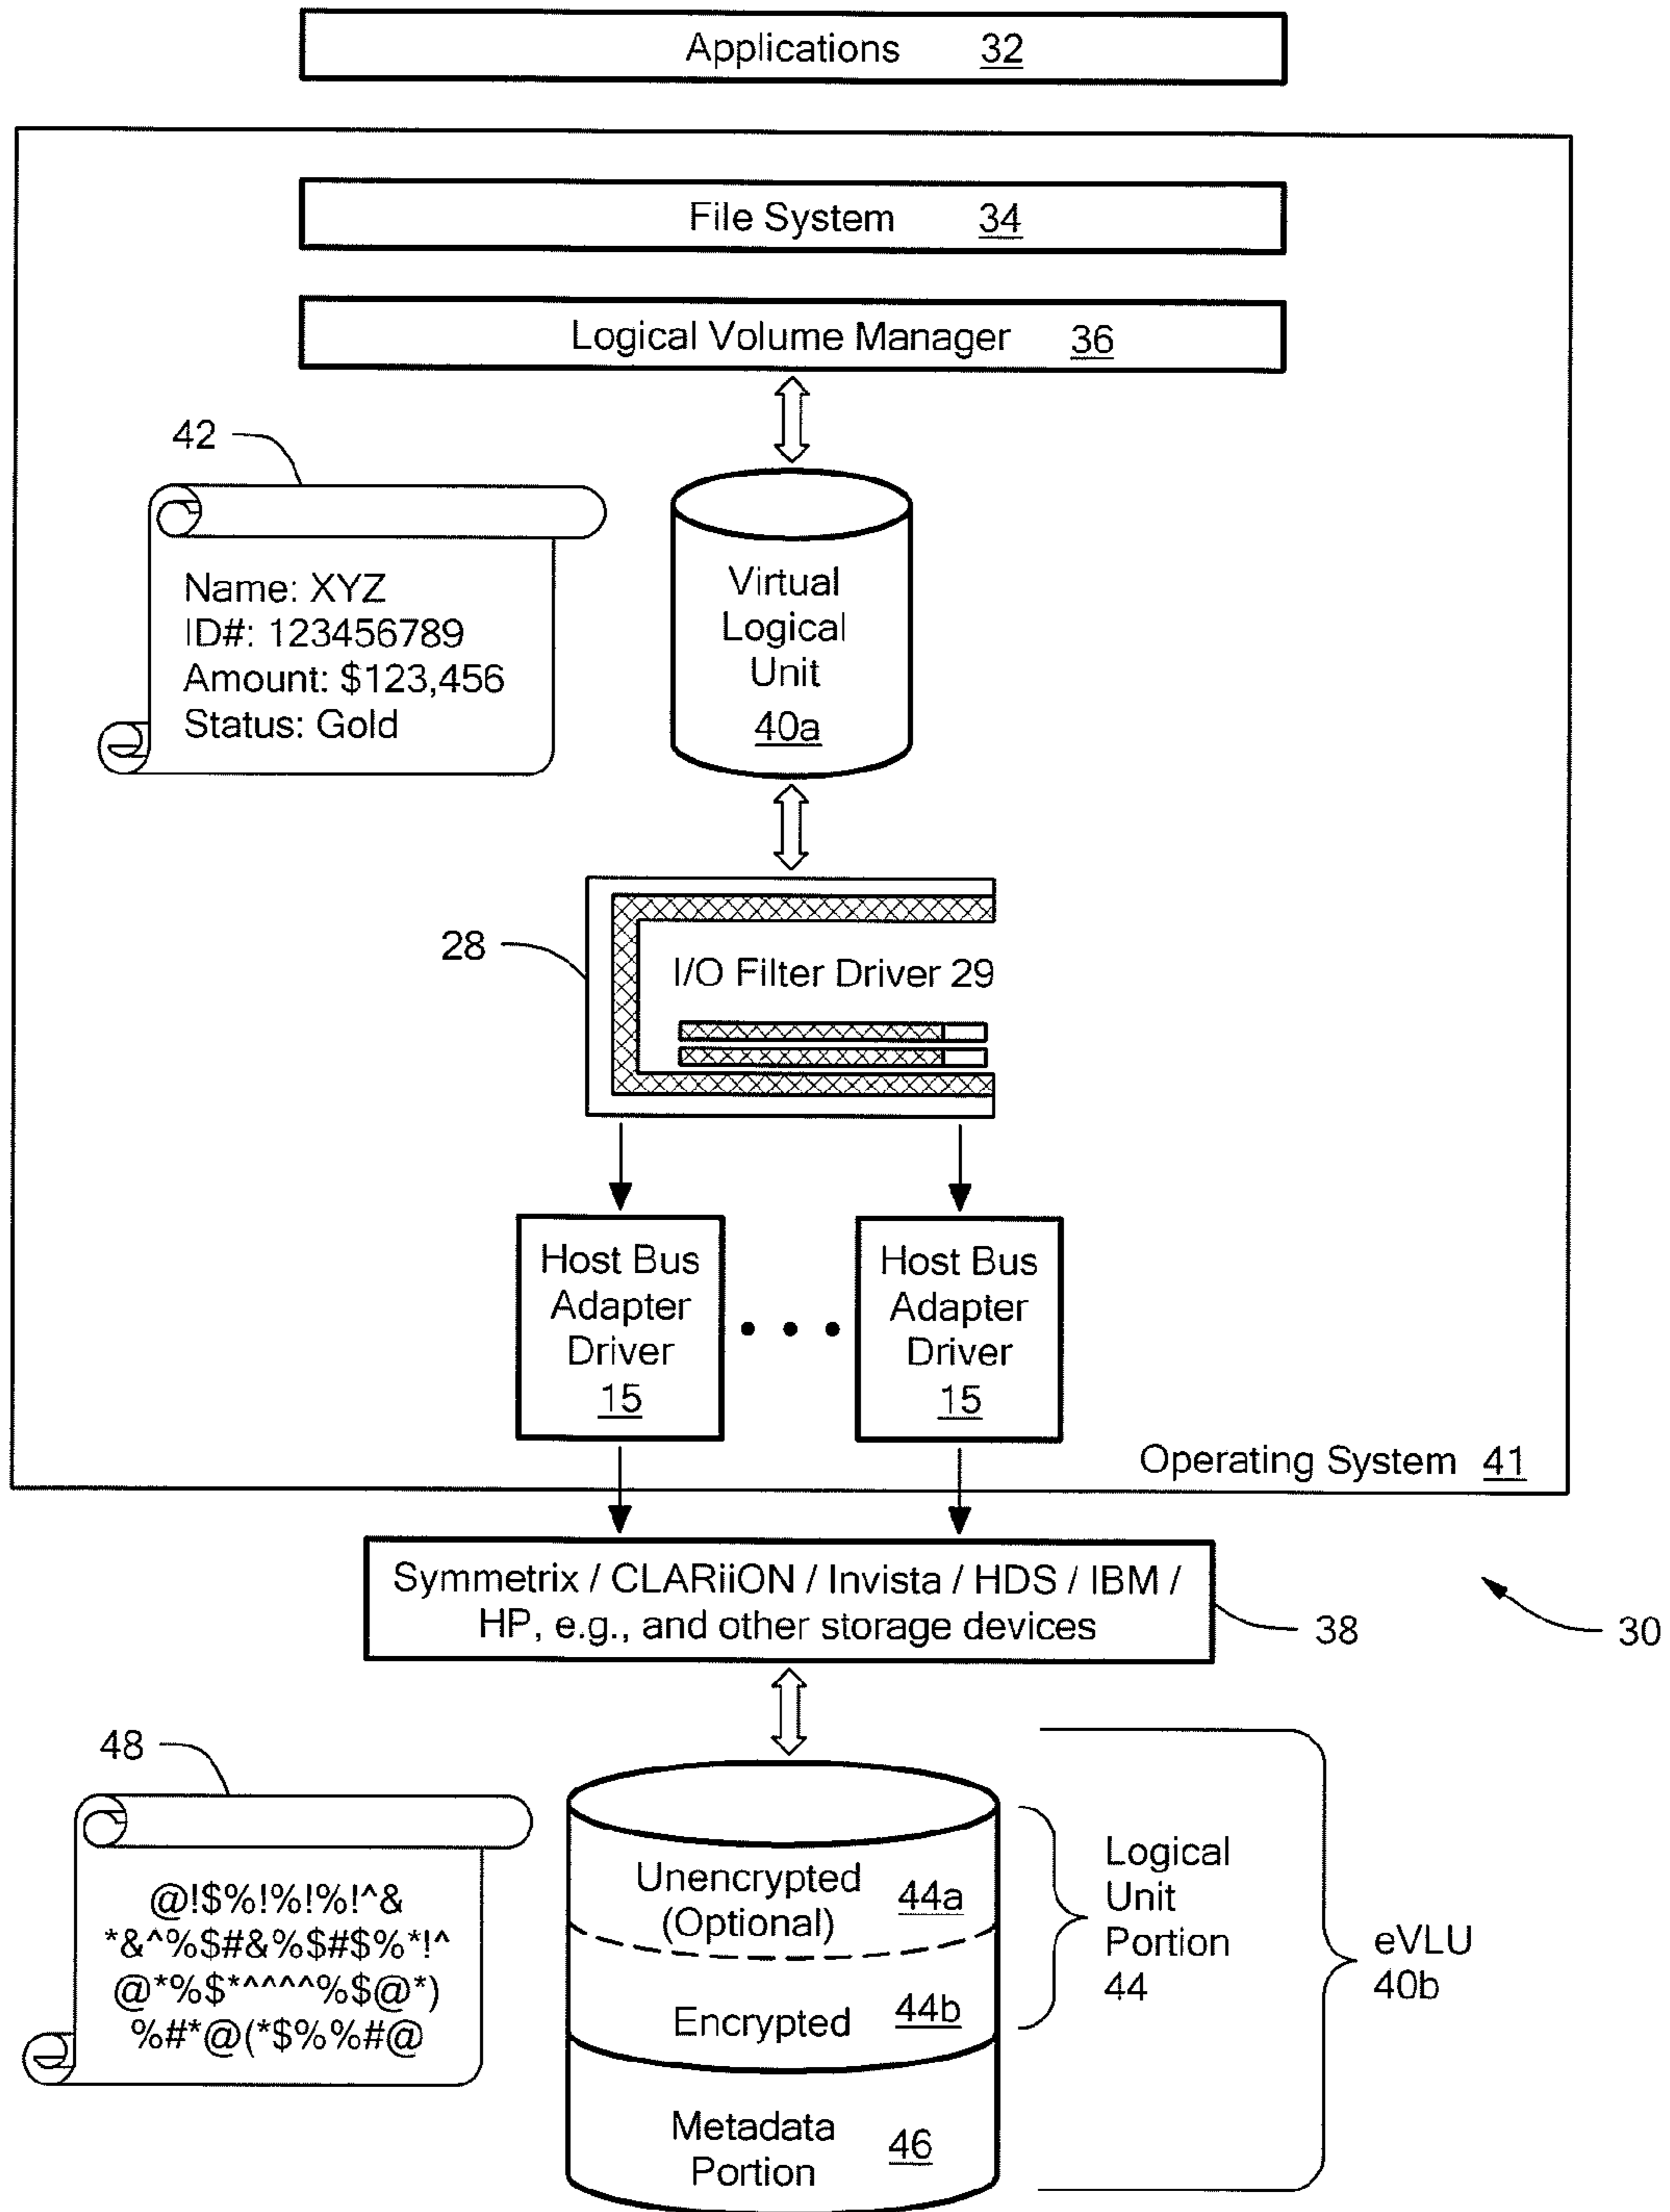 Applications 32
File System 34
Logical Volume Manager 36
42
Name: XYZ
ID#: 123456789
Amount: $123,456
Status: Gold
Virtual
Logical
Unit
40a
28
I/O Filter Driver 29
Host Bus
Adapter
Driver
15
Host Bus
Adapter
Driver
15
Operating System 41
Symmetrix / CLARiiON / Invista / HDS / IBM /
HP, e.g., and other storage devices
38
30
48
@!$%!%!%!^&
*&^%$#&%$#$%*!^
@*%$*^^^^%$@*)
%#*@(*$%%#@
Unencrypted
(Optional)
44a
Encrypted 44b
Metadata
Portion
46
Logical
Unit
Portion
44
eVLU
40b